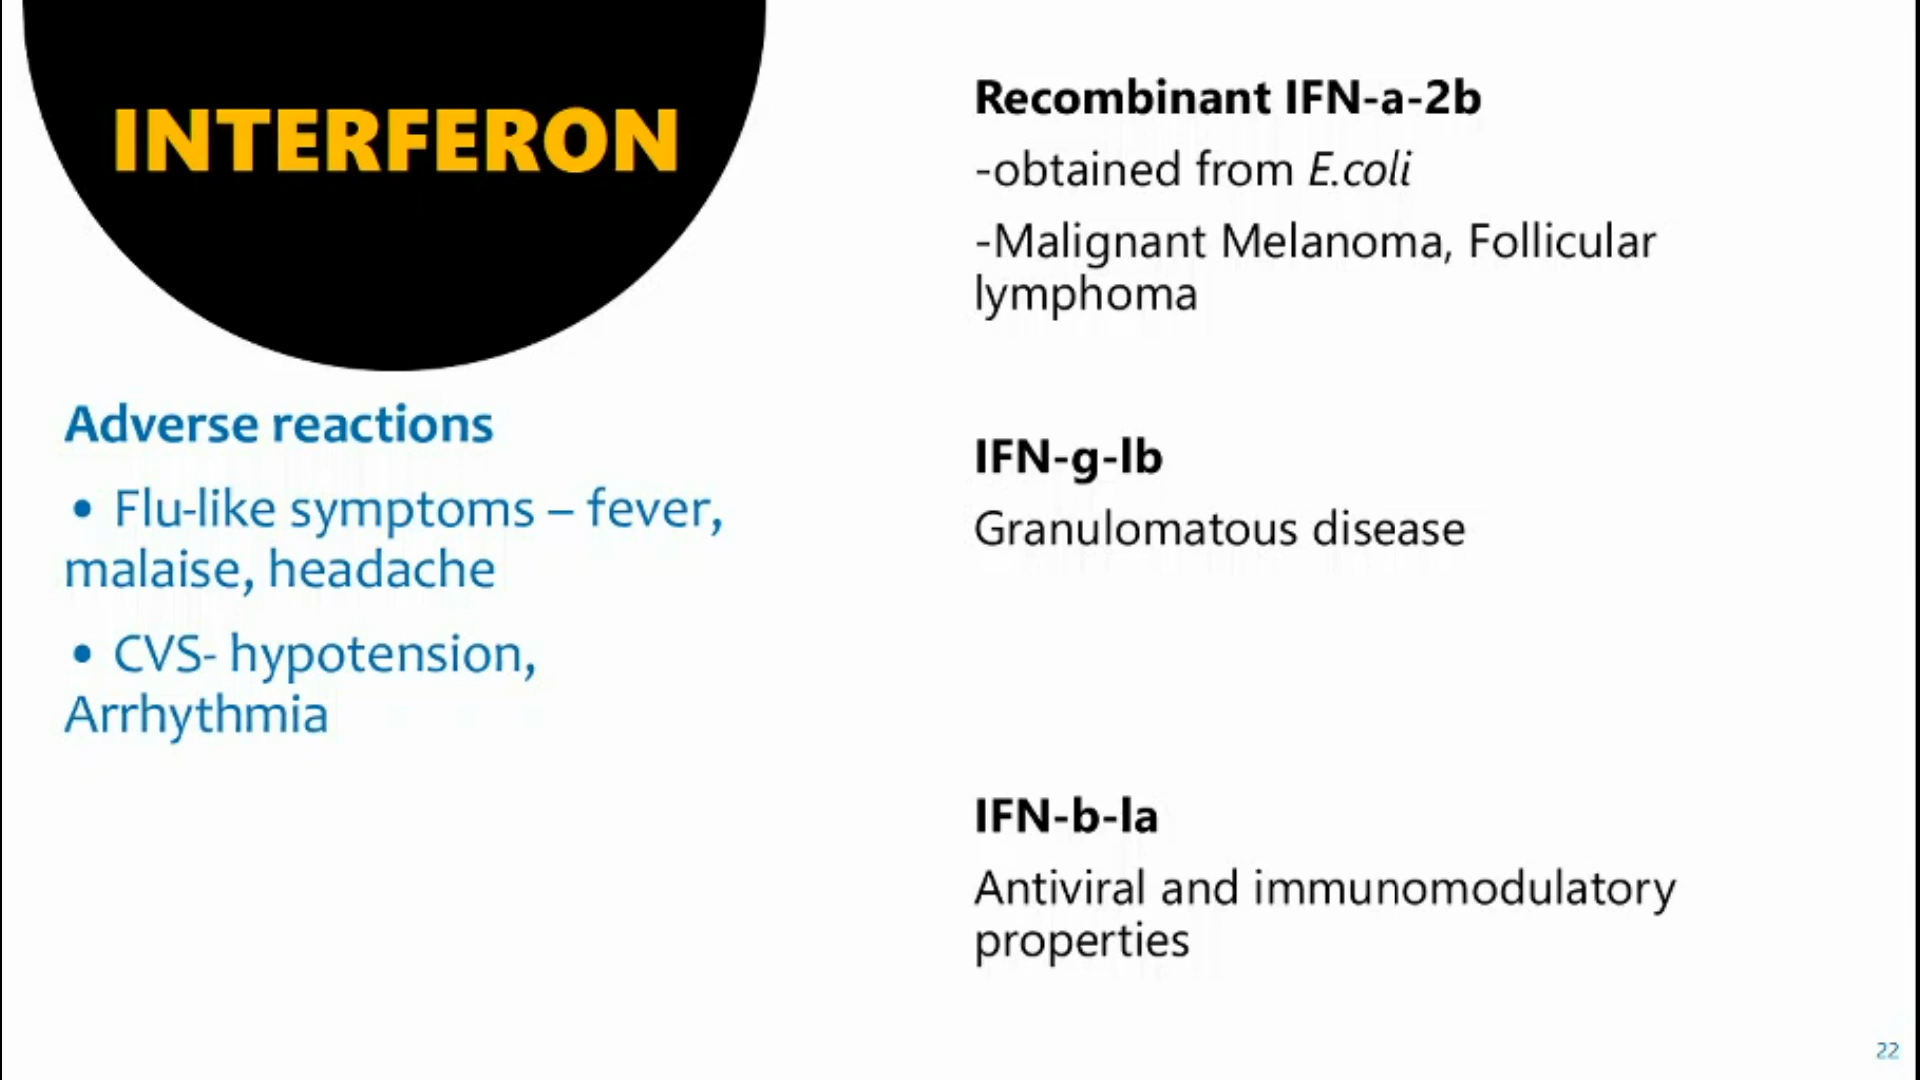 INTERFERON
Adverse reactions
• Flu-like symptoms – fever,
malaise, headache
• CVS- hypotension,
Arrhythmia
Recombinant IFN-a-2b
-obtained from E.coli
-Malignant Melanoma, Follicular
lymphoma
IFN-g-lb
Granulomatous disease
IFN-b-la
Antiviral and immunomodulatory
properties
22